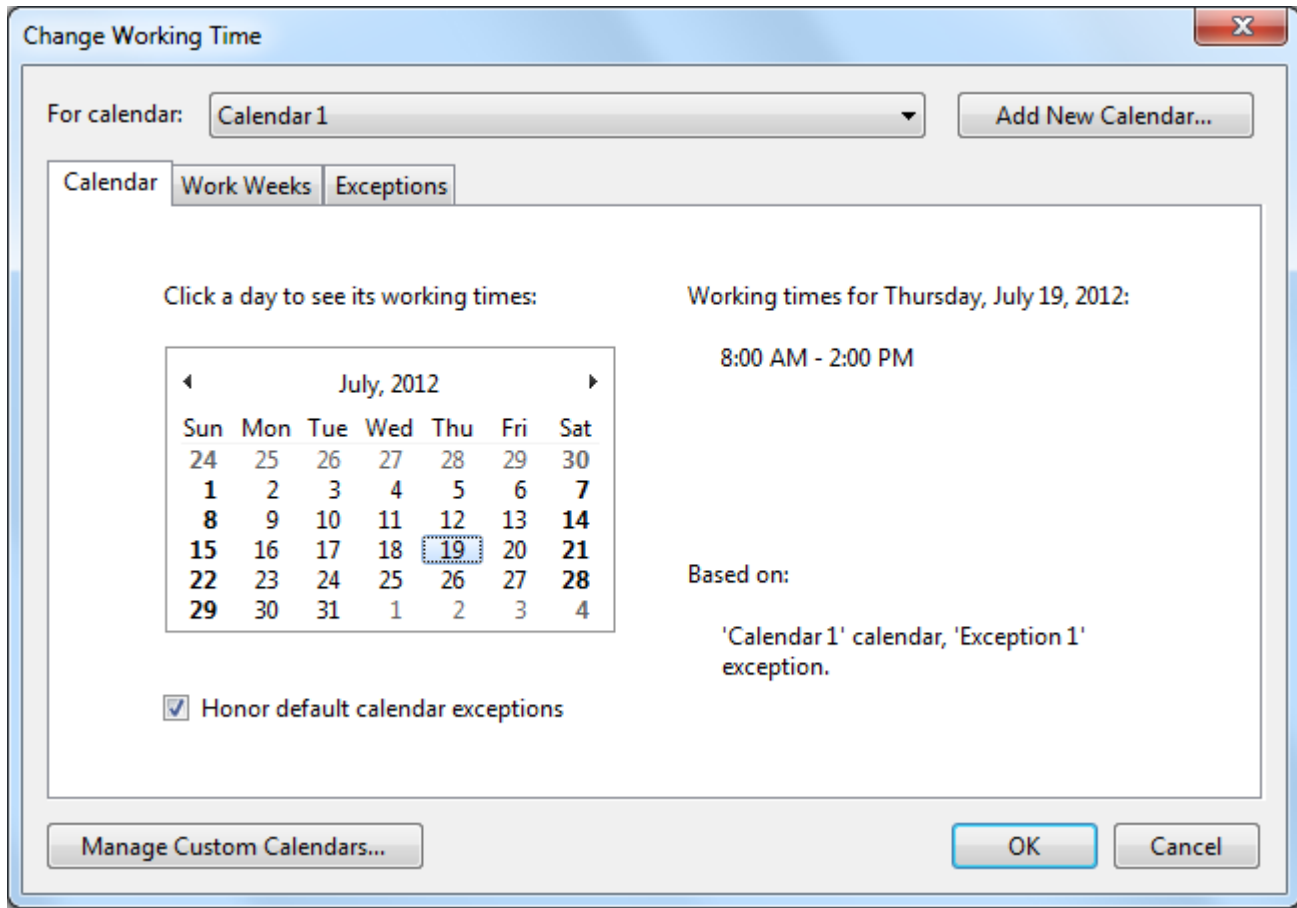 Change Working Time
For calendar: Calendar 1 Add New Calendar...
Calendar Work Weeks Exceptions
Click a day to see its working times:
Working times for Thursday, July 19, 2012:
8:00 AM - 2:00 PM
July, 2012
Sun Mon Tue Wed Thu Fri Sat
24 25 26 27 28 29 30
1 2 3 4 5 6 7
8 9 10 11 12 13 14
15 16 17 18 19 20 21
22 23 24 25 26 27 28
29 30 31 1 2 3 4
Based on:
'Calendar 1' calendar, 'Exception 1'
exception.
Honor default calendar exceptions
Manage Custom Calendars... OK Cancel